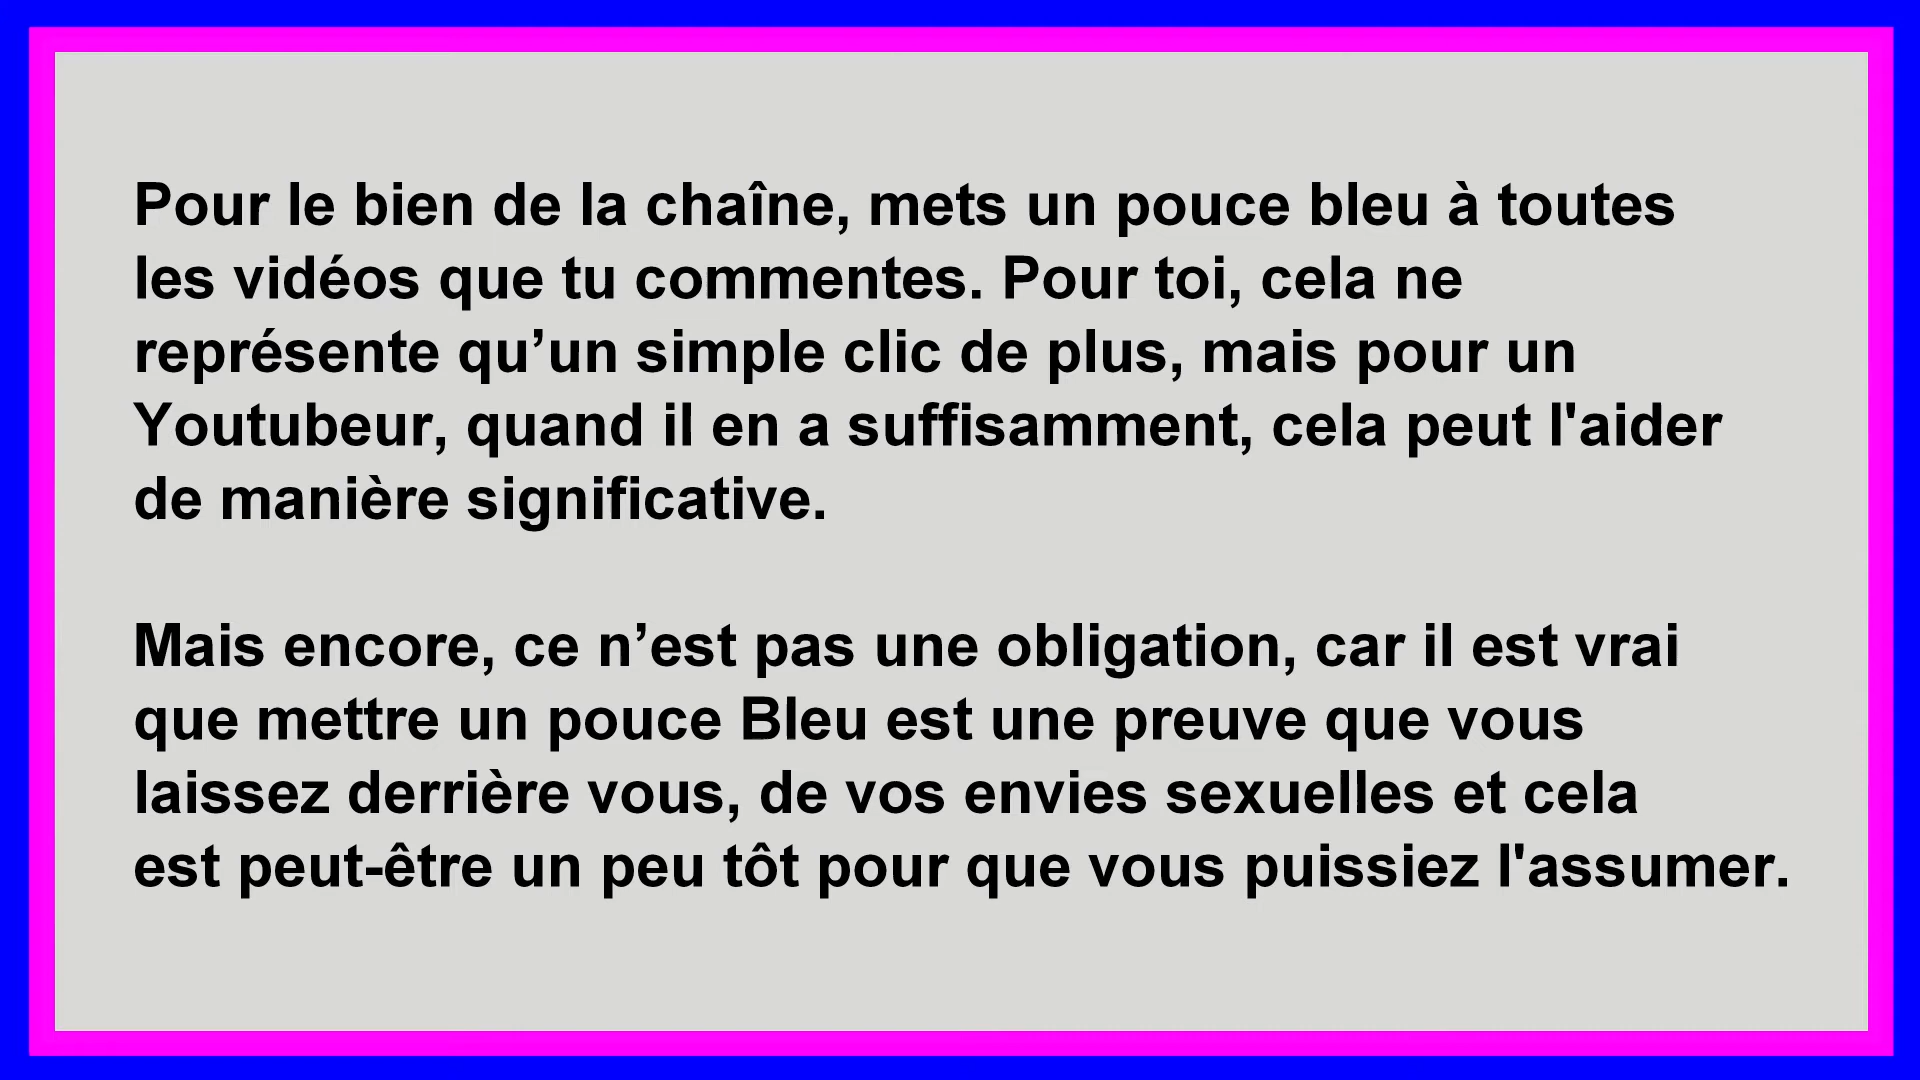 Pour le bien de la chaîne, mets un pouce bleu à toutes
les vidéos que tu commentes. Pour toi, cela ne
représente qu’un simple clic de plus, mais pour un
Youtubeur, quand il en a suffisamment, cela peut l'aider
de manière significative.
Mais encore, ce n’est pas une obligation, car il est vrai
que mettre un pouce Bleu est une preuve que vous
laissez derrière vous, de vos envies sexuelles et cela
est peut-être un peu tôt pour que vous puissiez l'assumer.